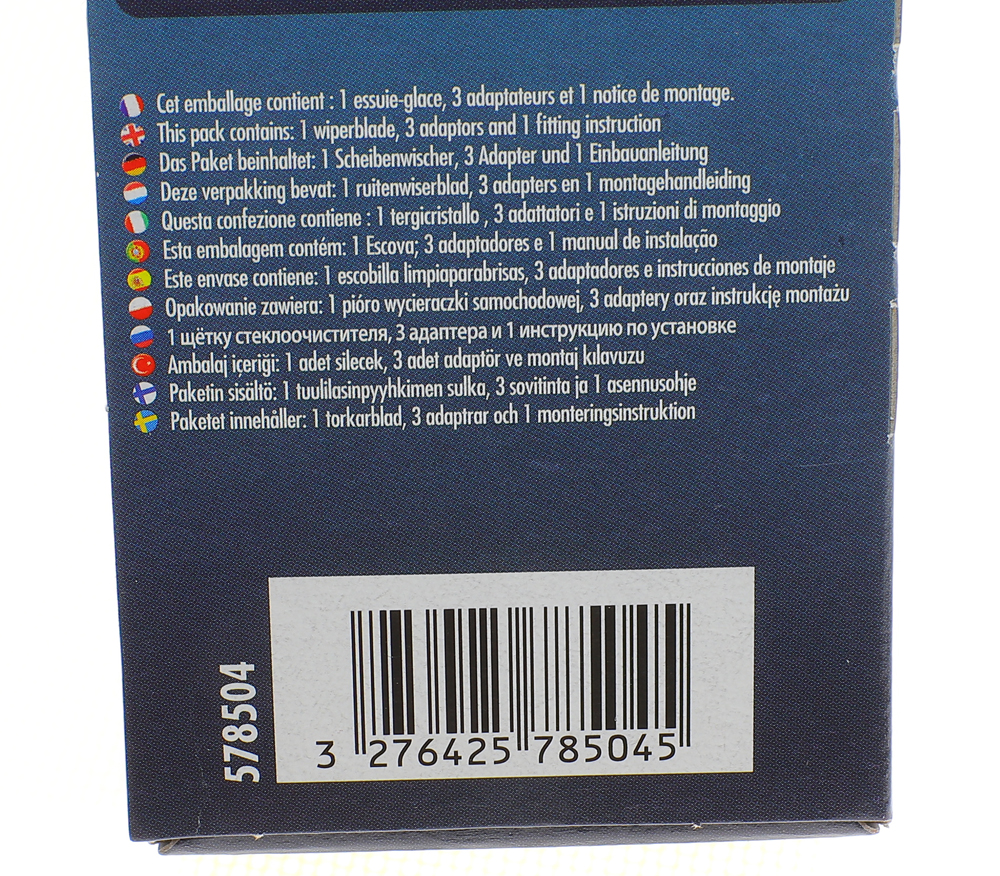 Cet emballage contient : 1 essuie-glace, 3 adaptateurs et 1 notice de montage.
This pack contains: 1 wiperblade, 3 adaptors and 1 fitting instruction
Das Paket beinhaltet: 1 Scheibenwischer, 3 Adapter und 1 Einbauanleitung
Deze verpakking bevat: 1 ruitenwiserblad, 3 adapters en 1 montagehandleiding
Questa confezione contiene : 1 tergicristallo , 3 adattatori e 1 istruzioni di montaggio
Esta embalagem contém: 1 Escova; 3 adaptadores e 1 manual de instalação
Este envase contiene: 1 escobilla limpiaparabrisas, 3 adaptadores e instrucciones de montaje
Opakowanie zawiera: 1 pióro wycieraczki samochodowej, 3 adaptery oraz instrukcję montażu
1 щётку стеклоочистителя, 3 адаптера и 1 инструкцию по установке
Ambalaj içeriği: 1 adet silecek, 3 adet adaptör ve montaj kılavuzu
Paketin sisältö: 1 tuulilasinpyyhkimen sulka, 3 sovitinta ja 1 asennusohje
Paketet innehåller: 1 torkarblad, 3 adaptrar och 1 monteringsinstruktion
578504
3 276425 785045